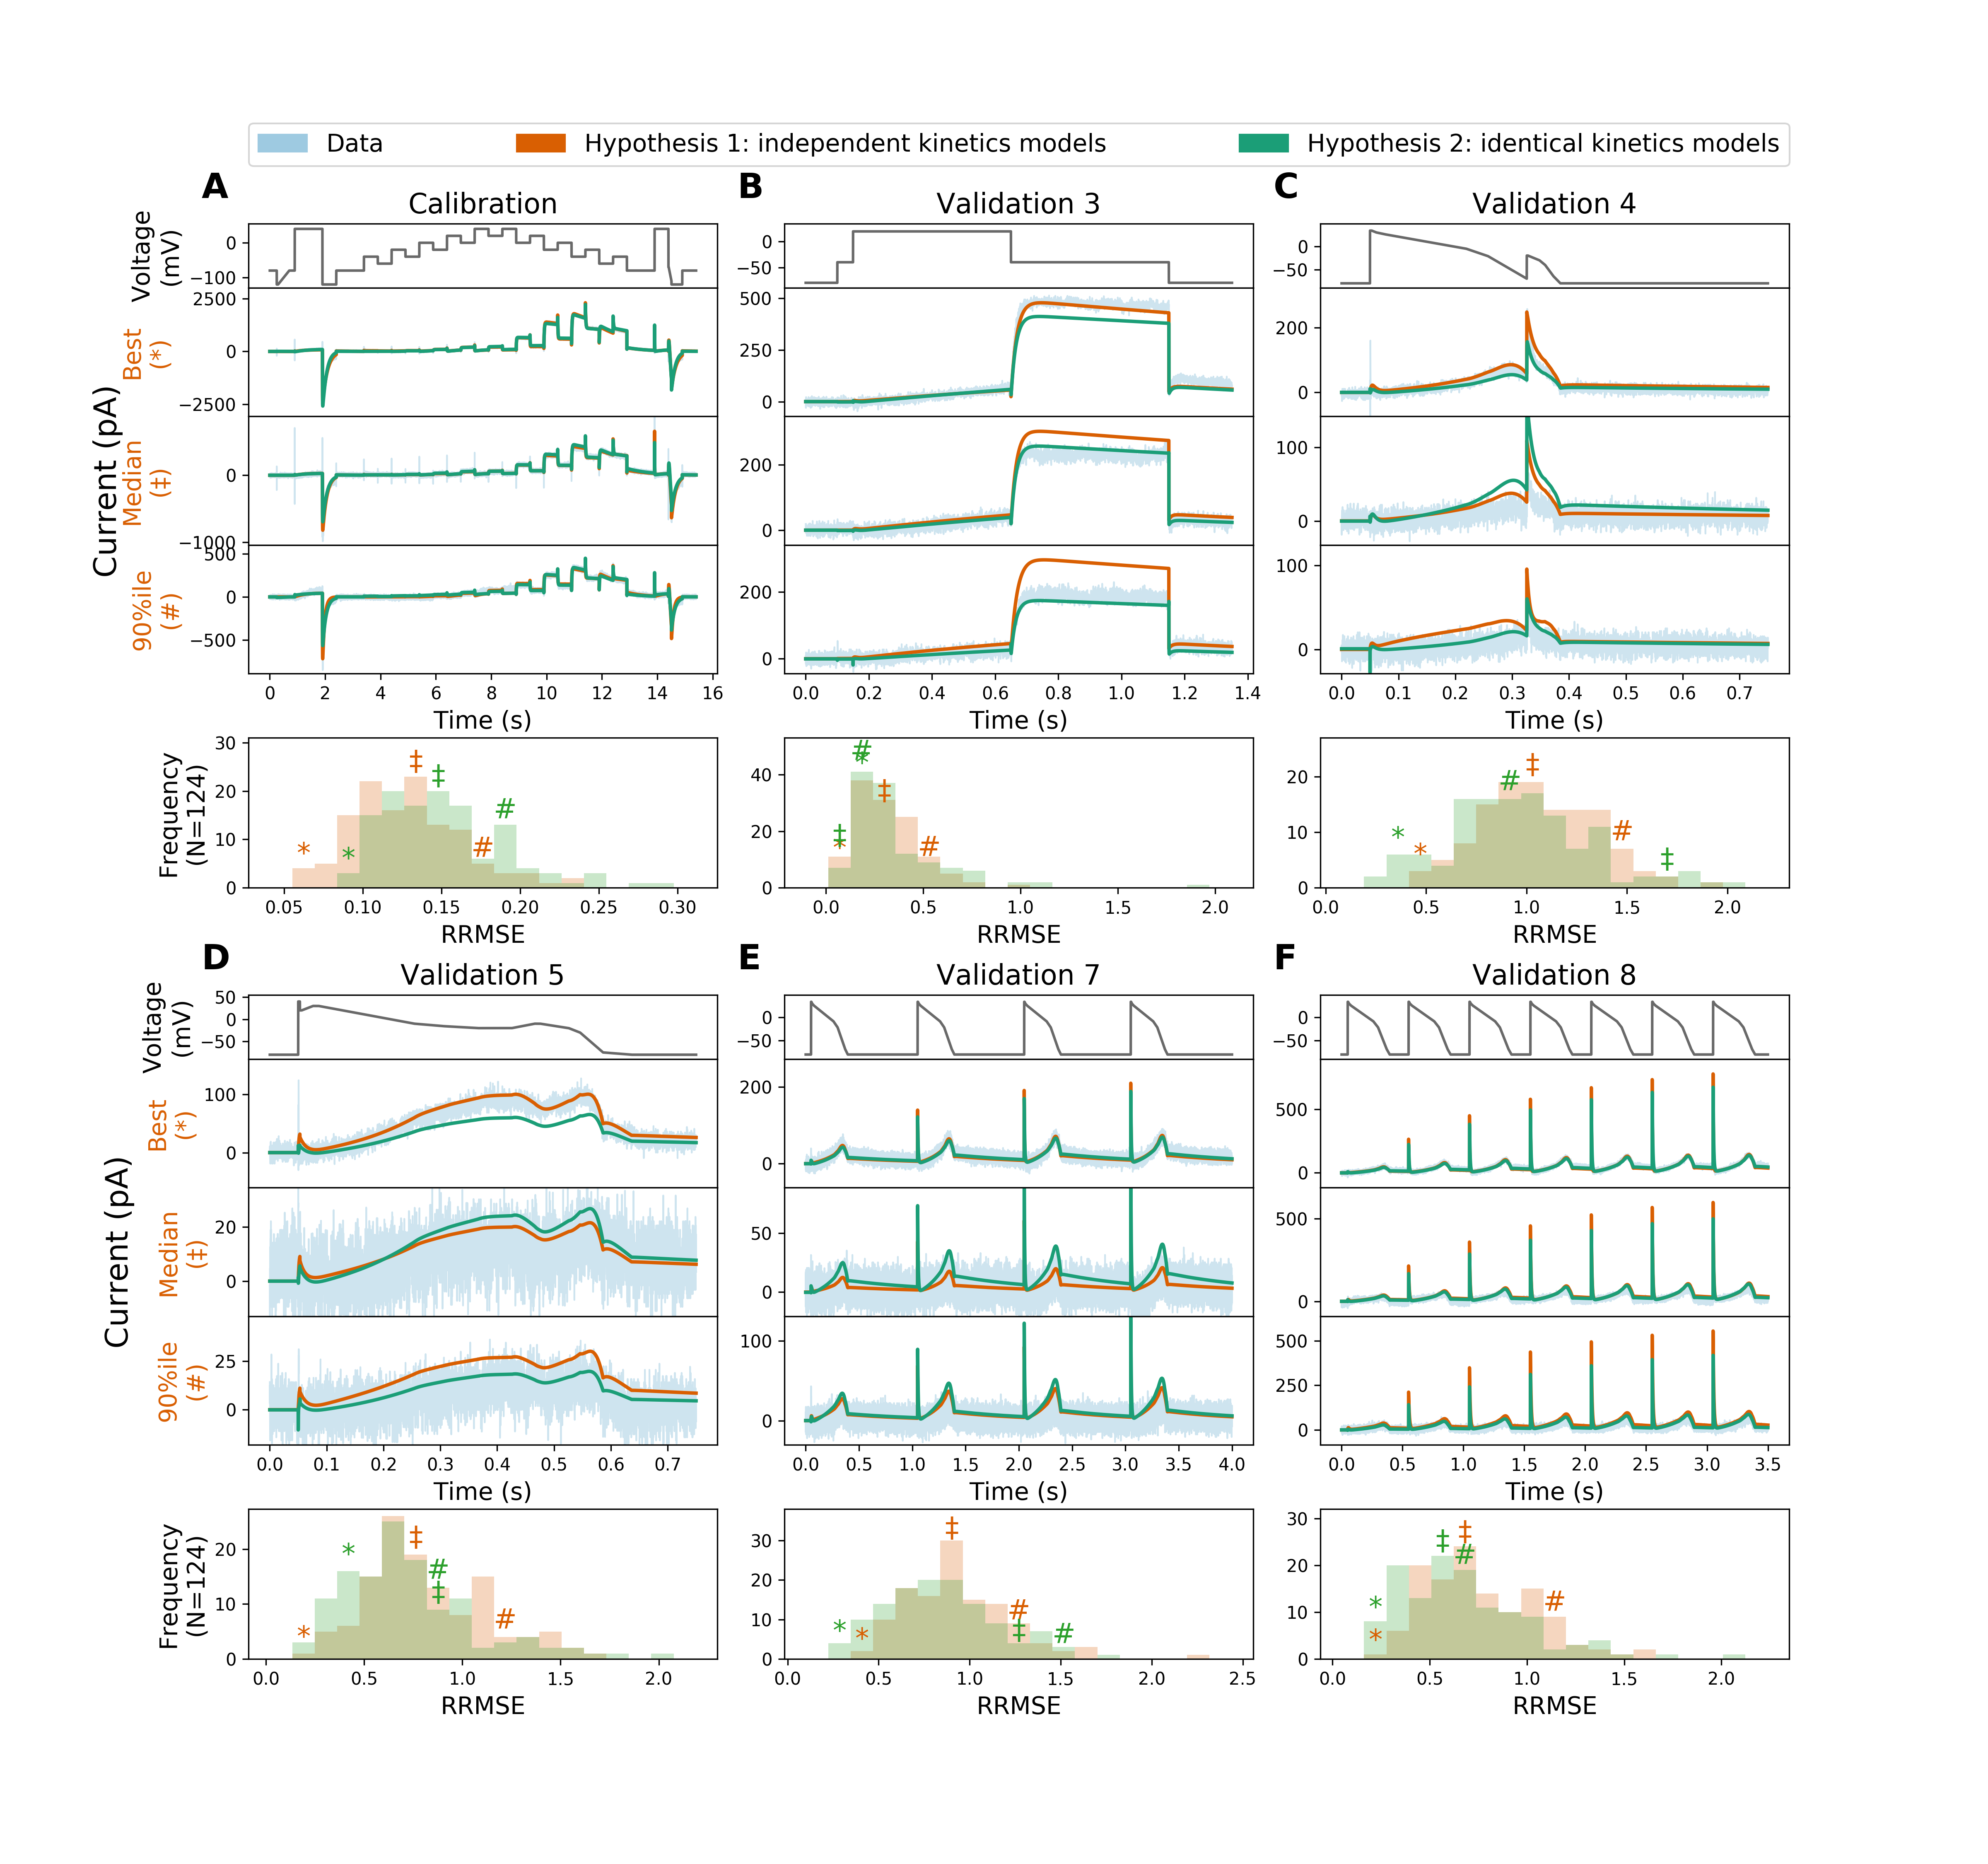 Data
Hypothesis 1: independent kinetics models
Hypothesis 2: identical kinetics models
A
Calibration
Voltage
(mV)
0
−100
Current (pA)
Best
(*)
2500
0
−2500
Median
(‡)
0
−1000
90%ile
(#)
500
0
−500
0 2 4 6 8 10 12 14 16
Time (s)
Frequency
(N=124)
30
20
10
0
* * ‡ ‡ # #
0.05 0.10 0.15 0.20 0.25 0.30
RRMSE
B
Validation 3
0
−50
500
250
0
200
0
200
0
0.0 0.2 0.4 0.6 0.8 1.0 1.2 1.4
Time (s)
40
20
0
‡ * # * ‡ #
0.0 0.5 1.0 1.5 2.0
RRMSE
C
Validation 4
0
−50
200
0
100
0
100
0
0.0 0.1 0.2 0.3 0.4 0.5 0.6 0.7
Time (s)
20
10
0
* * # ‡ # ‡
0.0 0.5 1.0 1.5 2.0
RRMSE
D
Validation 5
Voltage
(mV)
50
0
−50
Current (pA)
Best
(*)
100
0
Median
(‡)
20
0
90%ile
(#)
25
0
0.0 0.1 0.2 0.3 0.4 0.5 0.6 0.7
Time (s)
Frequency
(N=124)
20
10
0
* * ‡ # ‡ #
0.0 0.5 1.0 1.5 2.0
RRMSE
E
Validation 7
0
−50
200
0
50
0
100
0
0.0 0.5 1.0 1.5 2.0 2.5 3.0 3.5 4.0
Time (s)
30
20
10
0
* * ‡ # ‡ #
0.0 0.5 1.0 1.5 2.0 2.5
RRMSE
F
Validation 8
0
−50
500
0
500
0
500
250
0
0.0 0.5 1.0 1.5 2.0 2.5 3.0 3.5
Time (s)
30
20
10
0
* * ‡ ‡ # #
0.0 0.5 1.0 1.5 2.0
RRMSE